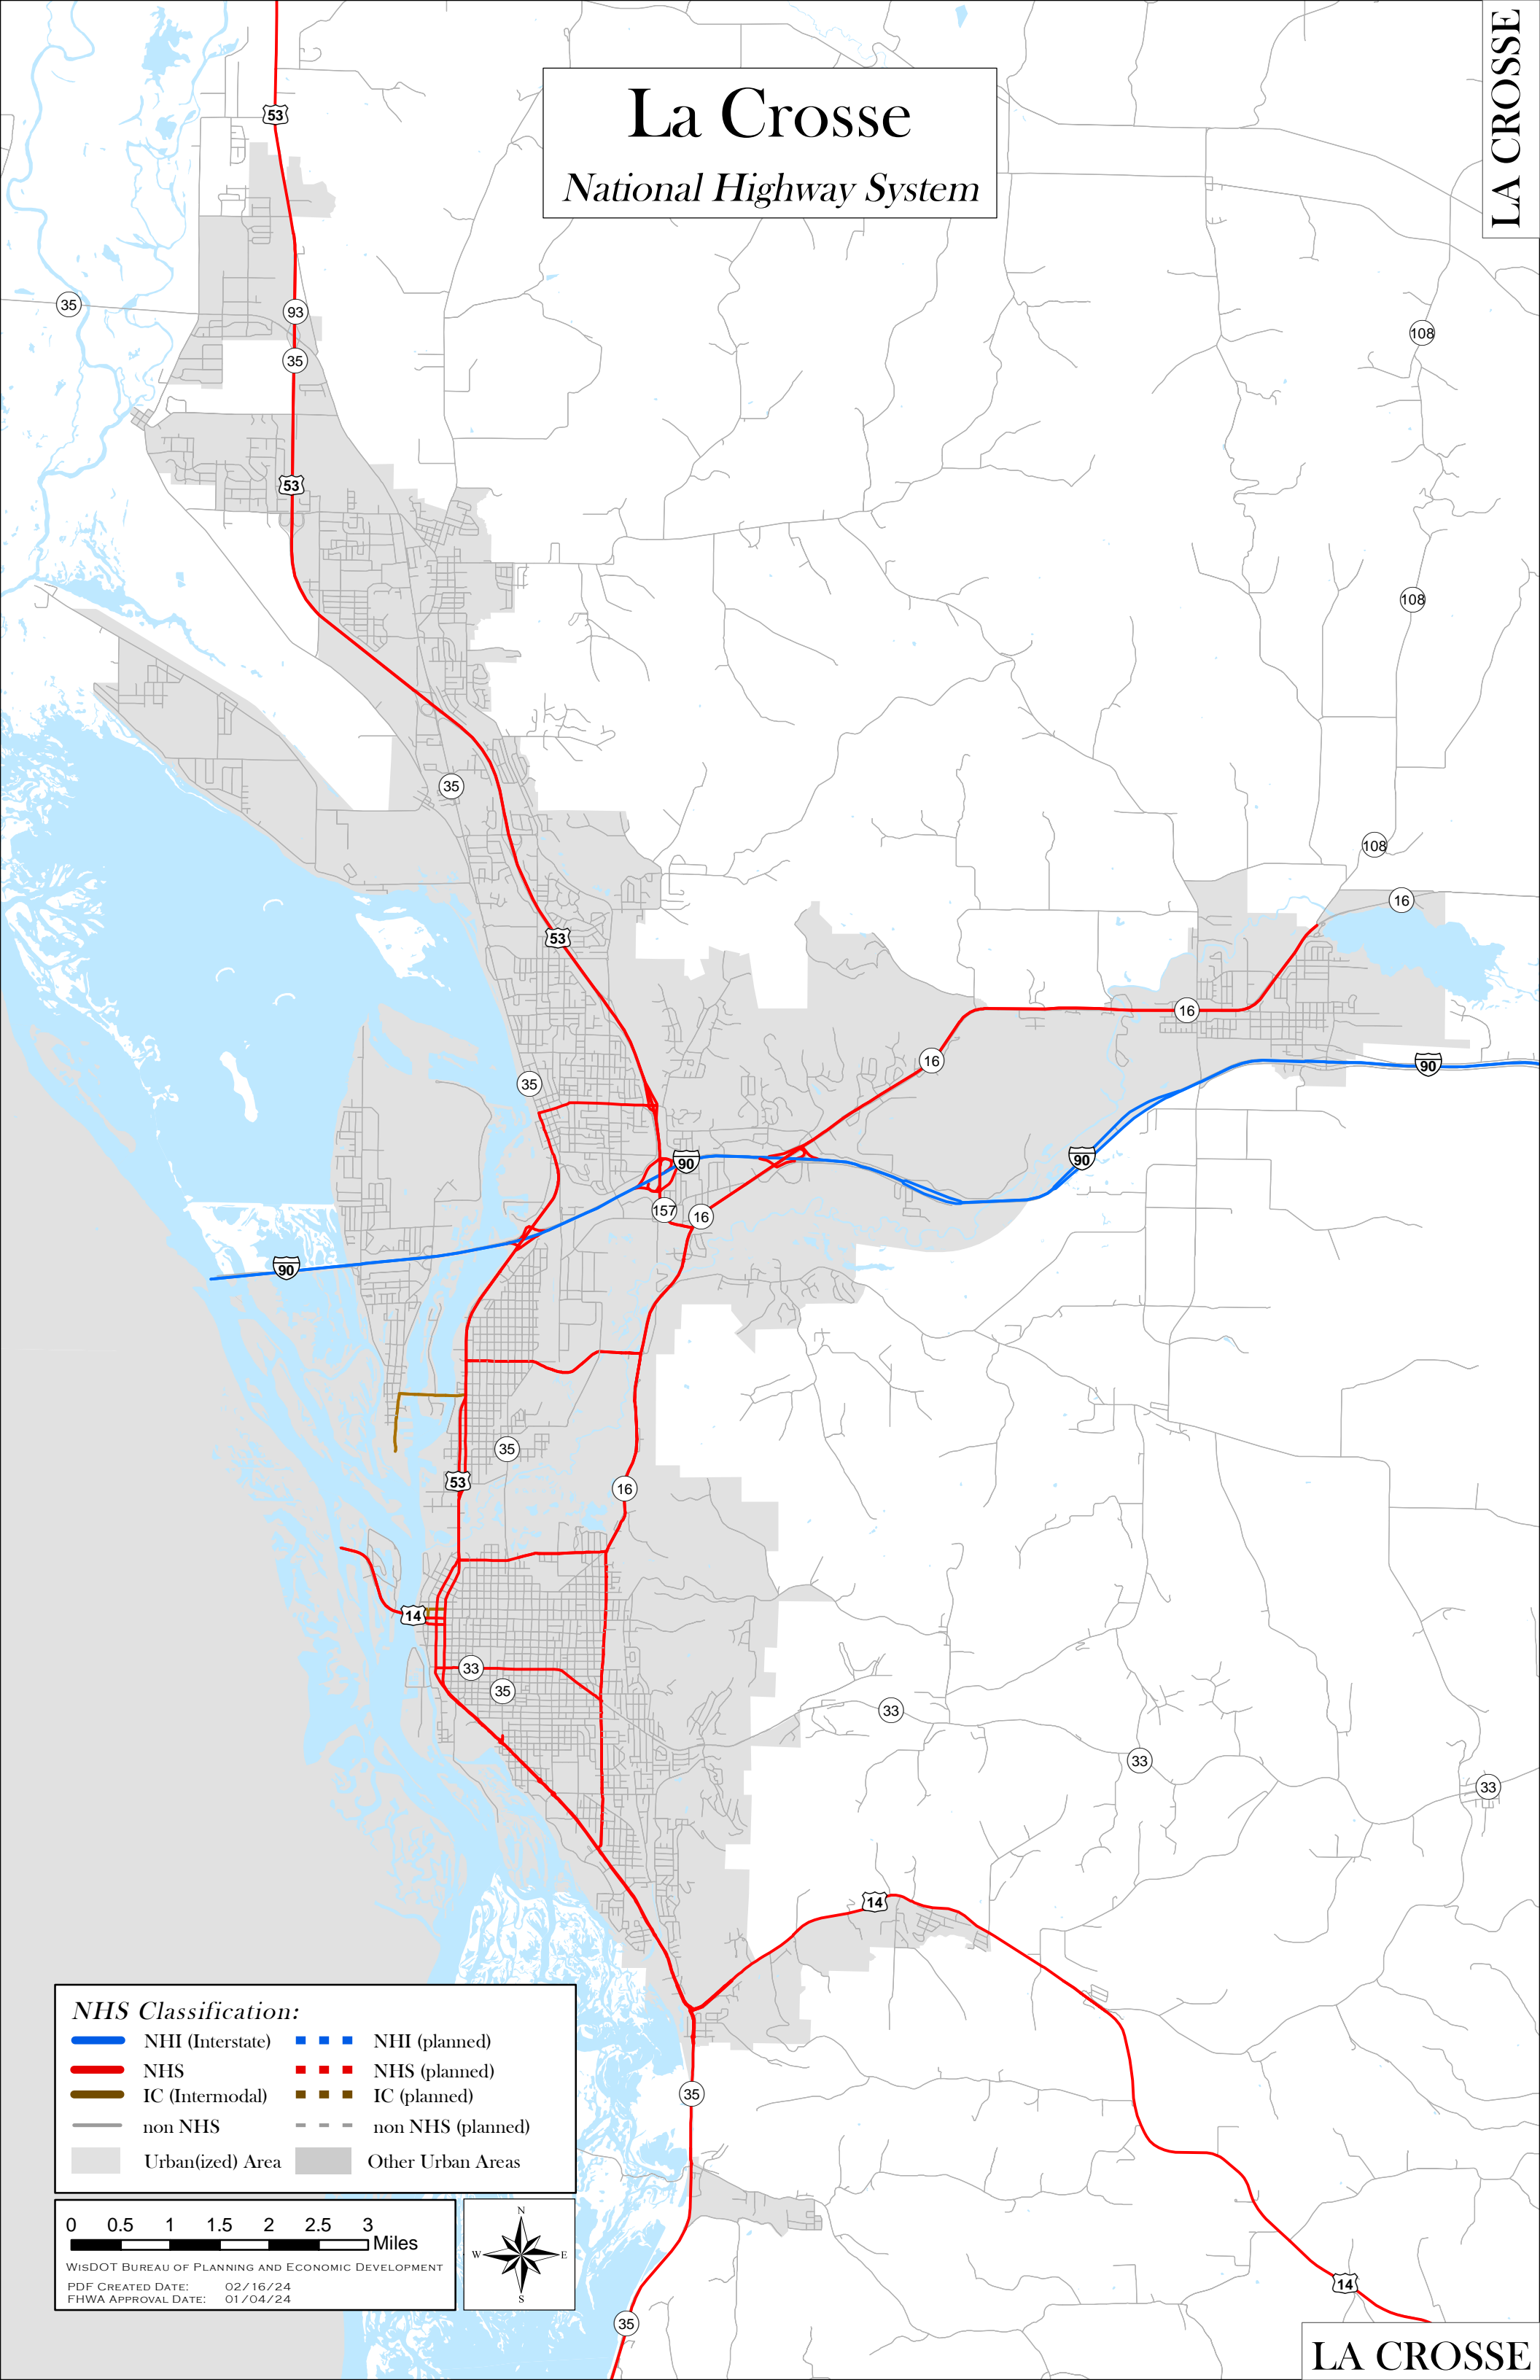 LA CROSSE
La Crosse
National Highway System
53
35
93
35
108
53
108
35
108
16
53
16
35
16
90
90
90
157
16
90
35
53
16
14
33
35
33
33
33
14
NHS Classification:
NHI (Interstate)
NHI (planned)
NHS
NHS (planned)
IC (Intermodal)
IC (planned)
non NHS
non NHS (planned)
Urban(ized) Area
Other Urban Areas
35
0 0.5 1 1.5 2 2.5 3
Miles
WisDOT Bureau of Planning and Economic Development
PDF Created Date: 02/16/24
FHWA Approval Date: 01/04/24
N
W E
S
14
35
LA CROSSE